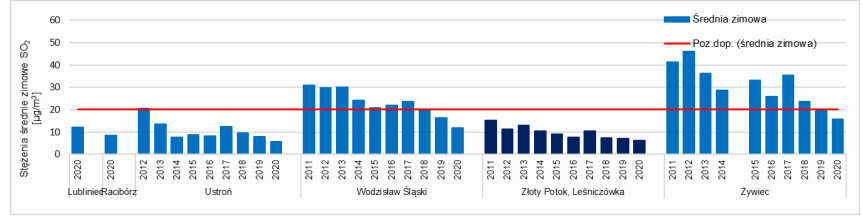 Stężenia średnie zimowe SO2
[µg/m3]
60
50
40
30
20
10
0
Średnia zimowa
Poz.dop. (średnia zimowa)
2020 2020 2012 2013 2014 2015 2016 2017 2018 2019 2020 2011 2012 2013 2014 2015 2016 2017 2018 2019 2020 2011 2012 2013 2014 2015 2016 2017 2018 2019 2020 2011 2012 2013 2014 2015 2016 2017 2018 2019 2020
Lubliniec Racibórz Ustroń Wodzisław Śląski Złoty Potok, Leśniczówka Żywiec